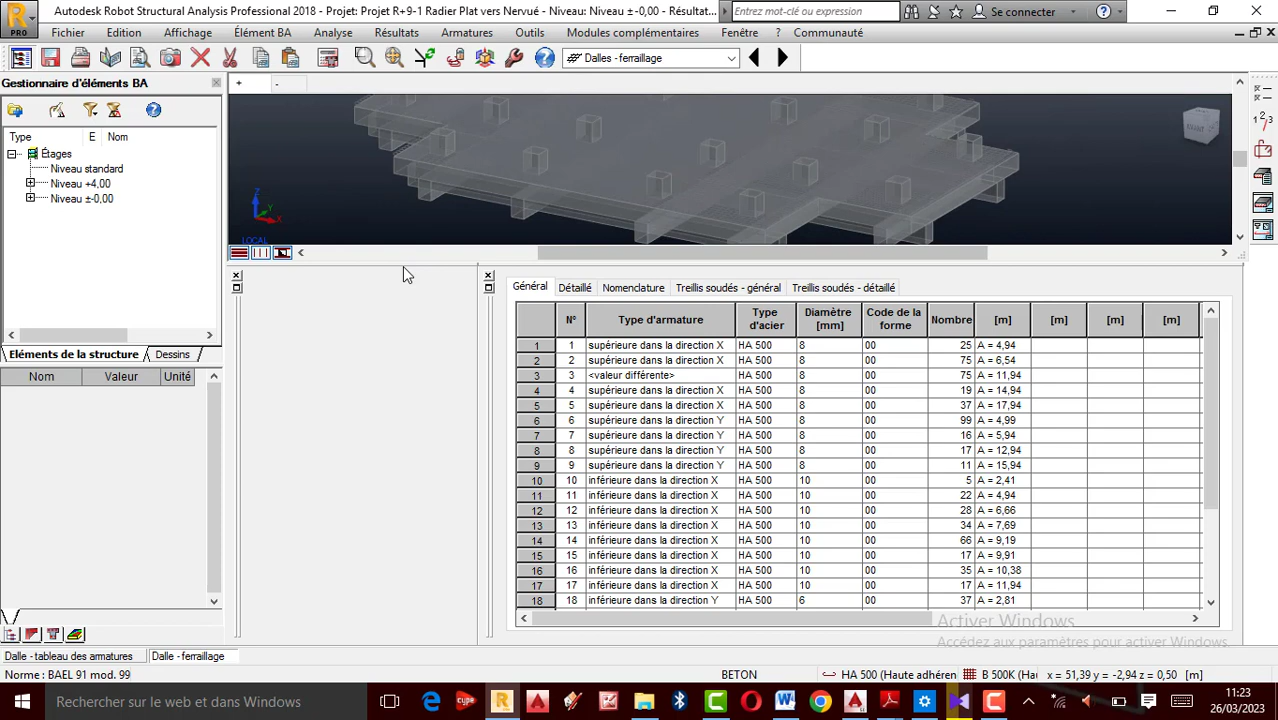 Autodesk Robot Structural Analysis Professional 2018 - Projet: Projet R+9-1 Radier Plat vers Nervué - Niveau: Niveau ±-0,00 - Résultat...
Entrez mot-clé ou expression
Se connecter
PRO
Fichier Edition Affichage Élément BA Analyse Résultats Armatures Outils Modules complémentaires Fenêtre ? Communauté
Dalles - ferraillage
Gestionnaire d'éléments BA
Type E Nom
Étages
Niveau standard
Niveau +4,00
Niveau ±-0,00
Eléments de la structure Dessins
Nom Valeur Unité
+ -
Z Y X
LOCAL
Général Détaillé Nomenclature Treillis soudés - général Treillis soudés - détaillé
N° Type d'armature Type d'acier Diamètre [mm] Code de la forme Nombre [m] [m] [m] [m]
1 1 supérieure dans la direction X HA 500 8 00 25 A = 4,94
2 2 supérieure dans la direction X HA 500 8 00 75 A = 6,54
3 3 <valeur différente> HA 500 8 00 75 A = 11,94
4 4 supérieure dans la direction X HA 500 8 00 19 A = 14,94
5 5 supérieure dans la direction X HA 500 8 00 37 A = 17,94
6 6 supérieure dans la direction Y HA 500 8 00 99 A = 4,99
7 7 supérieure dans la direction Y HA 500 8 00 16 A = 5,94
8 8 supérieure dans la direction Y HA 500 8 00 17 A = 12,94
9 9 supérieure dans la direction Y HA 500 8 00 11 A = 15,94
10 10 inférieure dans la direction X HA 500 10 00 5 A = 2,41
11 11 inférieure dans la direction X HA 500 10 00 22 A = 4,94
12 12 inférieure dans la direction X HA 500 10 00 28 A = 6,66
13 13 inférieure dans la direction X HA 500 10 00 34 A = 7,69
14 14 inférieure dans la direction X HA 500 10 00 66 A = 9,19
15 15 inférieure dans la direction X HA 500 10 00 17 A = 9,91
16 16 inférieure dans la direction X HA 500 10 00 35 A = 10,38
17 17 inférieure dans la direction X HA 500 10 00 17 A = 11,94
18 18 inférieure dans la direction Y HA 500 6 00 37 A = 2,81
Activer Windows
Accédez aux paramètres pour activer Windows.
Dalle - tableau des armatures Dalle - ferraillage
Norme : BAEL 91 mod. 99 BETON HA 500 (Haute adhéren B 500K (Ha x = 51,39 y = -2,94 z = 0,50 [m]
Rechercher sur le web et dans Windows
11:23
26/03/2023